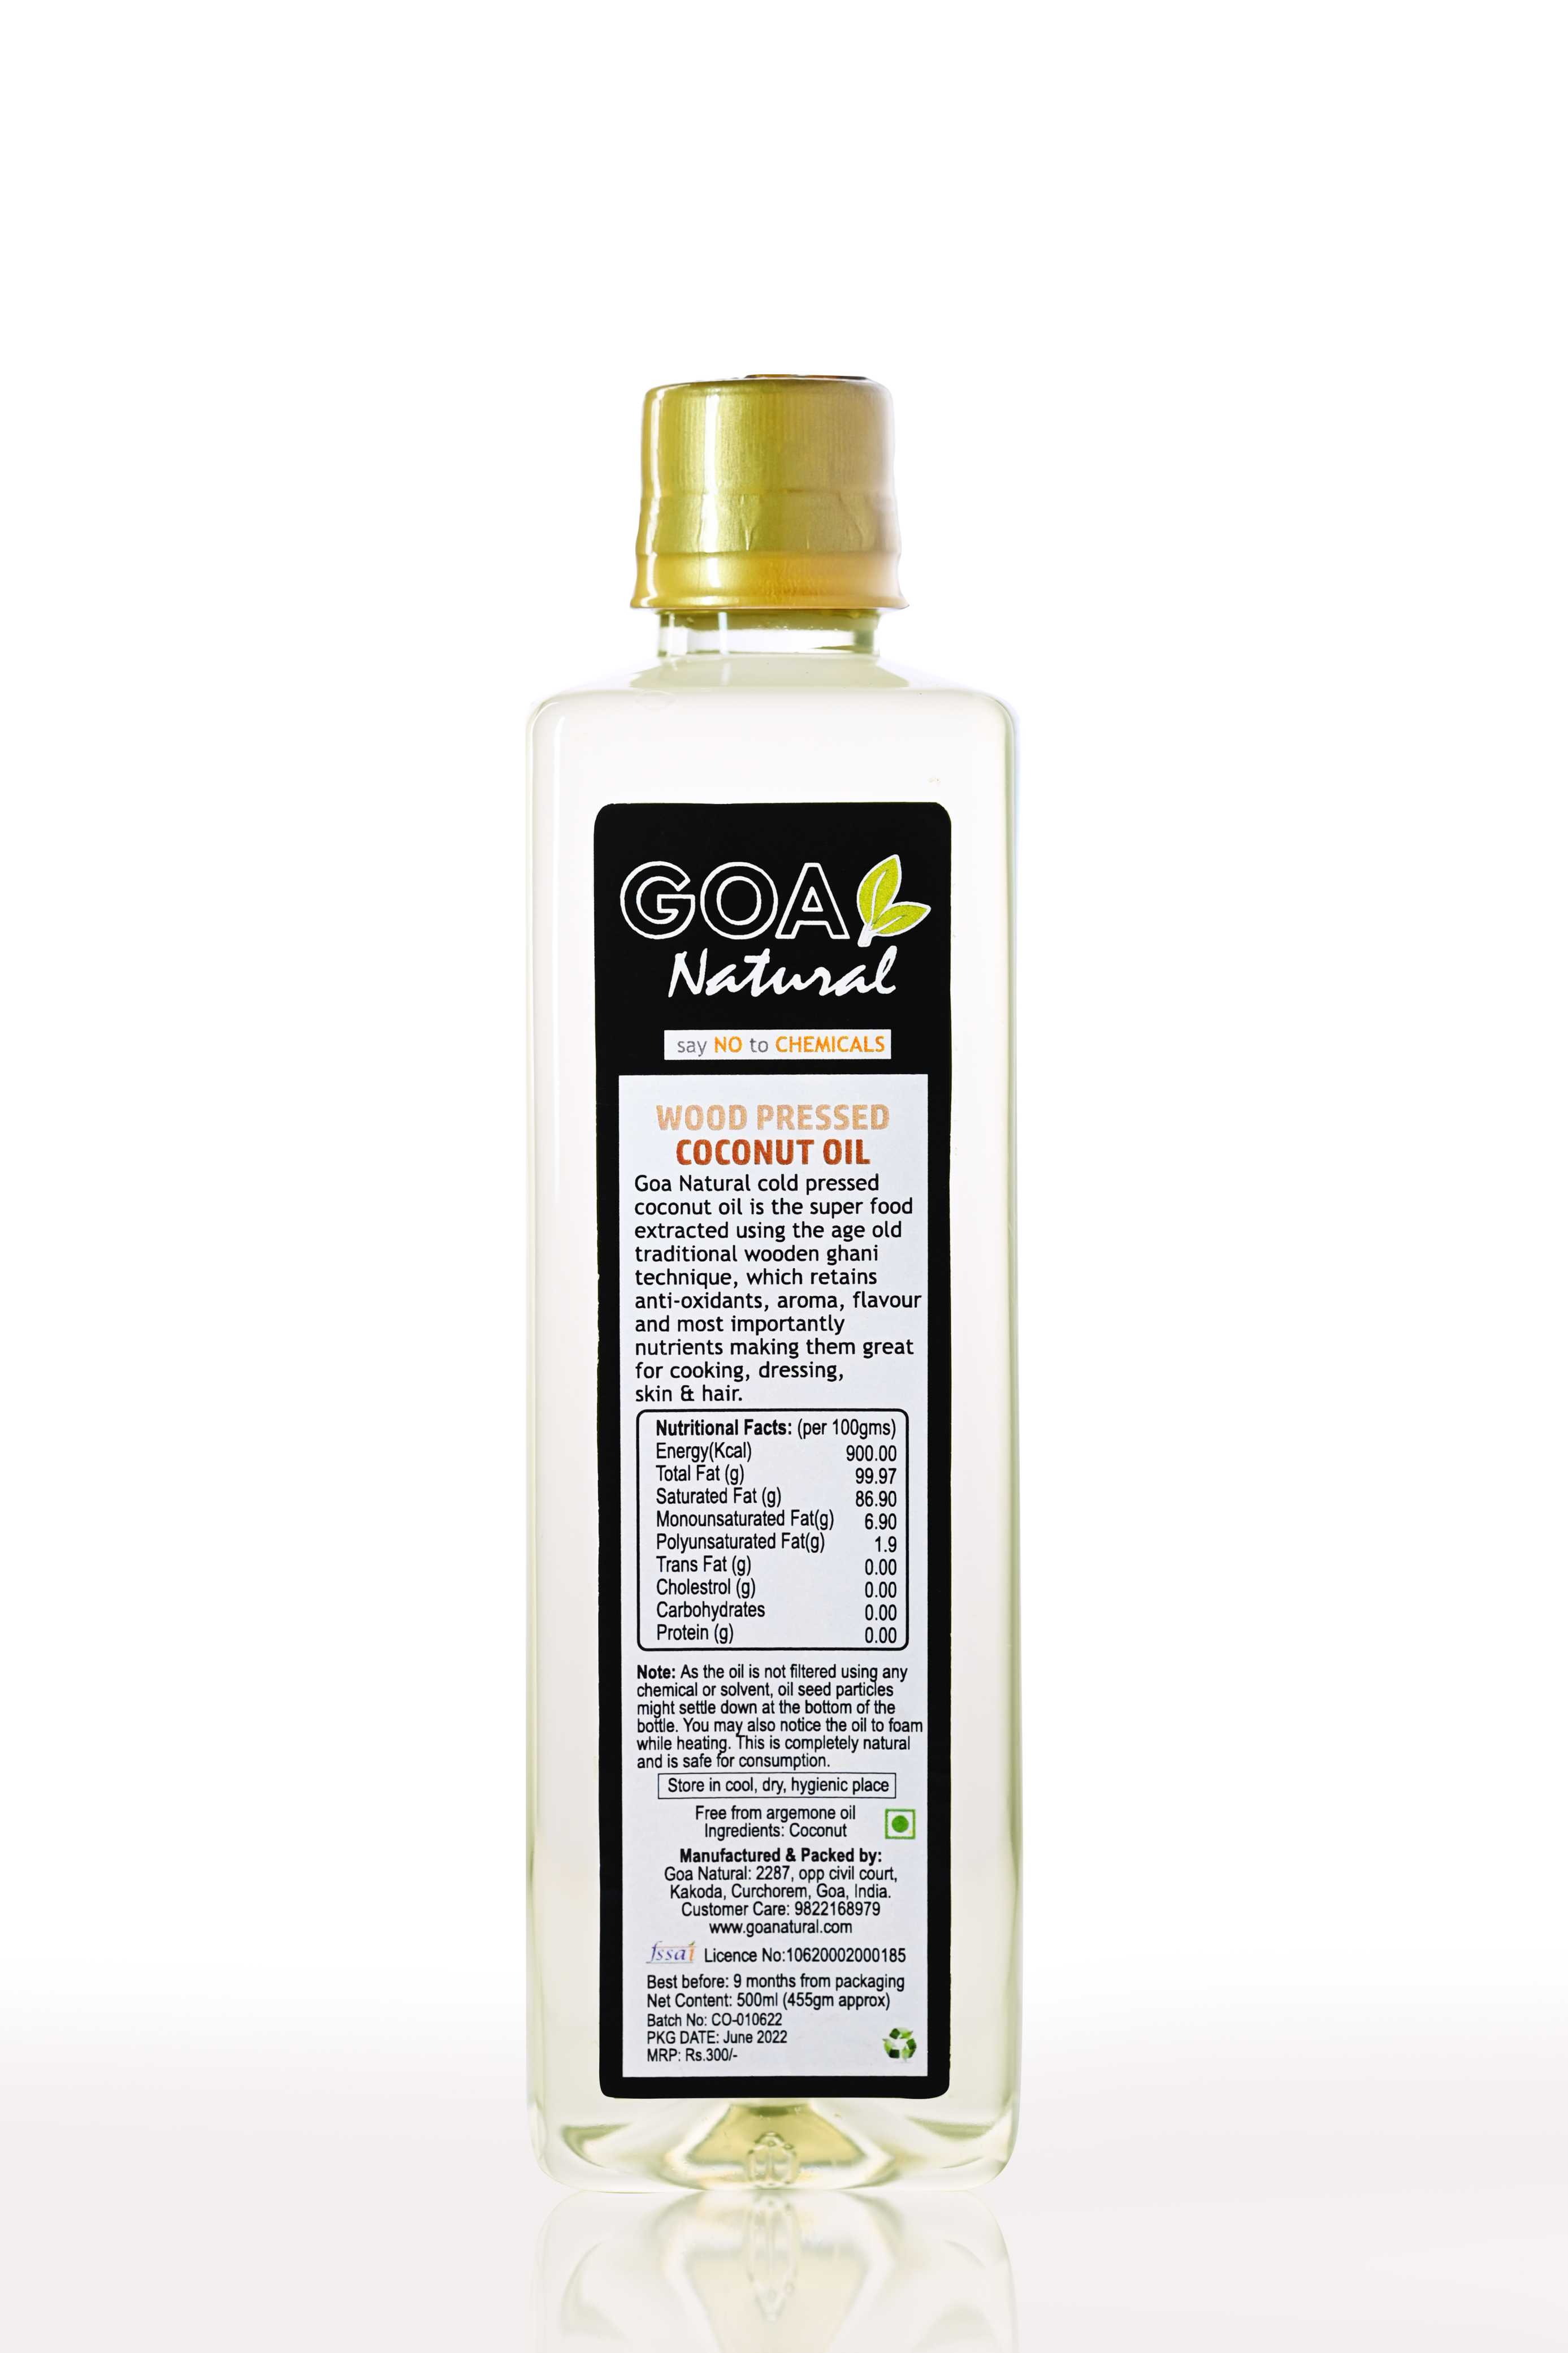 GOA
Natural
say NO to CHEMICALS
WOOD PRESSED
COCONUT OIL
Goa Natural cold pressed
coconut oil is the super food
extracted using the age old
traditional wooden ghani
technique, which retains
anti-oxidants, aroma, flavour
and most importantly
nutrients making them great
for cooking, dressing,
skin & hair.
Nutritional Facts: (per 100gms)
Energy(Kcal) 900.00
Total Fat (g) 99.97
Saturated Fat (g) 86.90
Monounsaturated Fat(g) 6.90
Polyunsaturated Fat(g) 1.9
Trans Fat (g) 0.00
Cholestrol (g) 0.00
Carbohydrates 0.00
Protein (g) 0.00
Note: As the oil is not filtered using any
chemical or solvent, oil seed particles
might settle down at the bottom of the
bottle. You may also notice the oil to foam
while heating. This is completely natural
and is safe for consumption.
Store in cool, dry, hygienic place
Free from argemone oil
Ingredients: Coconut
Manufactured & Packed by:
Goa Natural: 2287, opp civil court,
Kakoda, Curchorem, Goa, India.
Customer Care: 9822168979
www.goanatural.com
fssai Licence No:10620002000185
Best before: 9 months from packaging
Net Content: 500ml (455gm approx)
Batch No: CO-010622
PKG DATE: June 2022
MRP: Rs.300/-